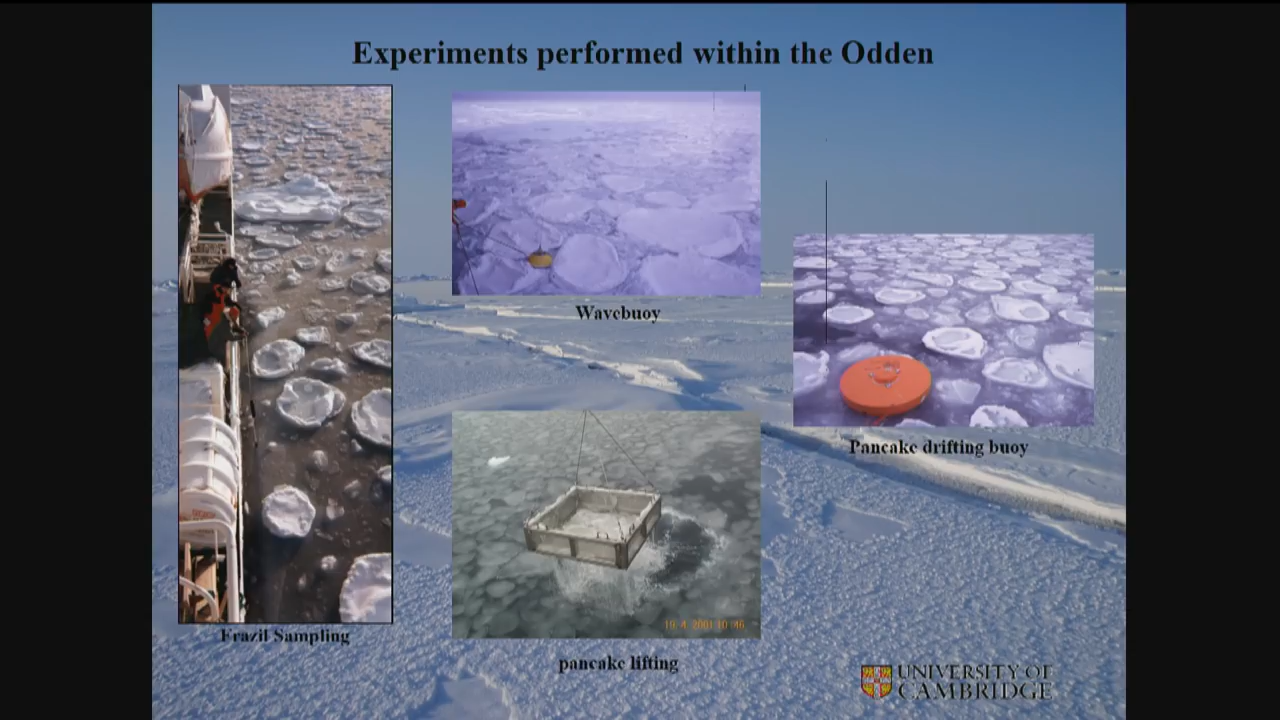 Experiments performed within the Odden
Wavebuoy
Pancake drifting buoy
Frazil Sampling
19. 4. 2001 10:46
pancake lifting
UNIVERSITY OF
CAMBRIDGE